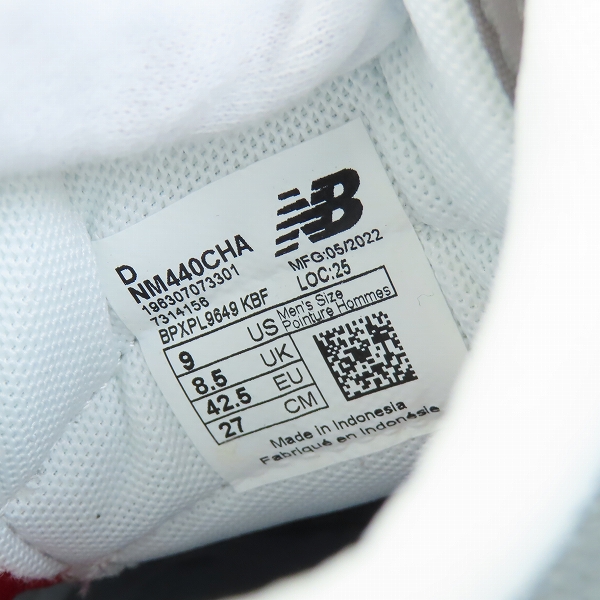 NB
D
NM440CHA
196307073301
7314156
BPXPL9649 KBF
MFG:05/2022
LOC:25
9 US Men's Size
Pointure Hommes
8.5 UK
42.5 EU
27 CM
Made in Indonesia
Fabriqué en Indonésie